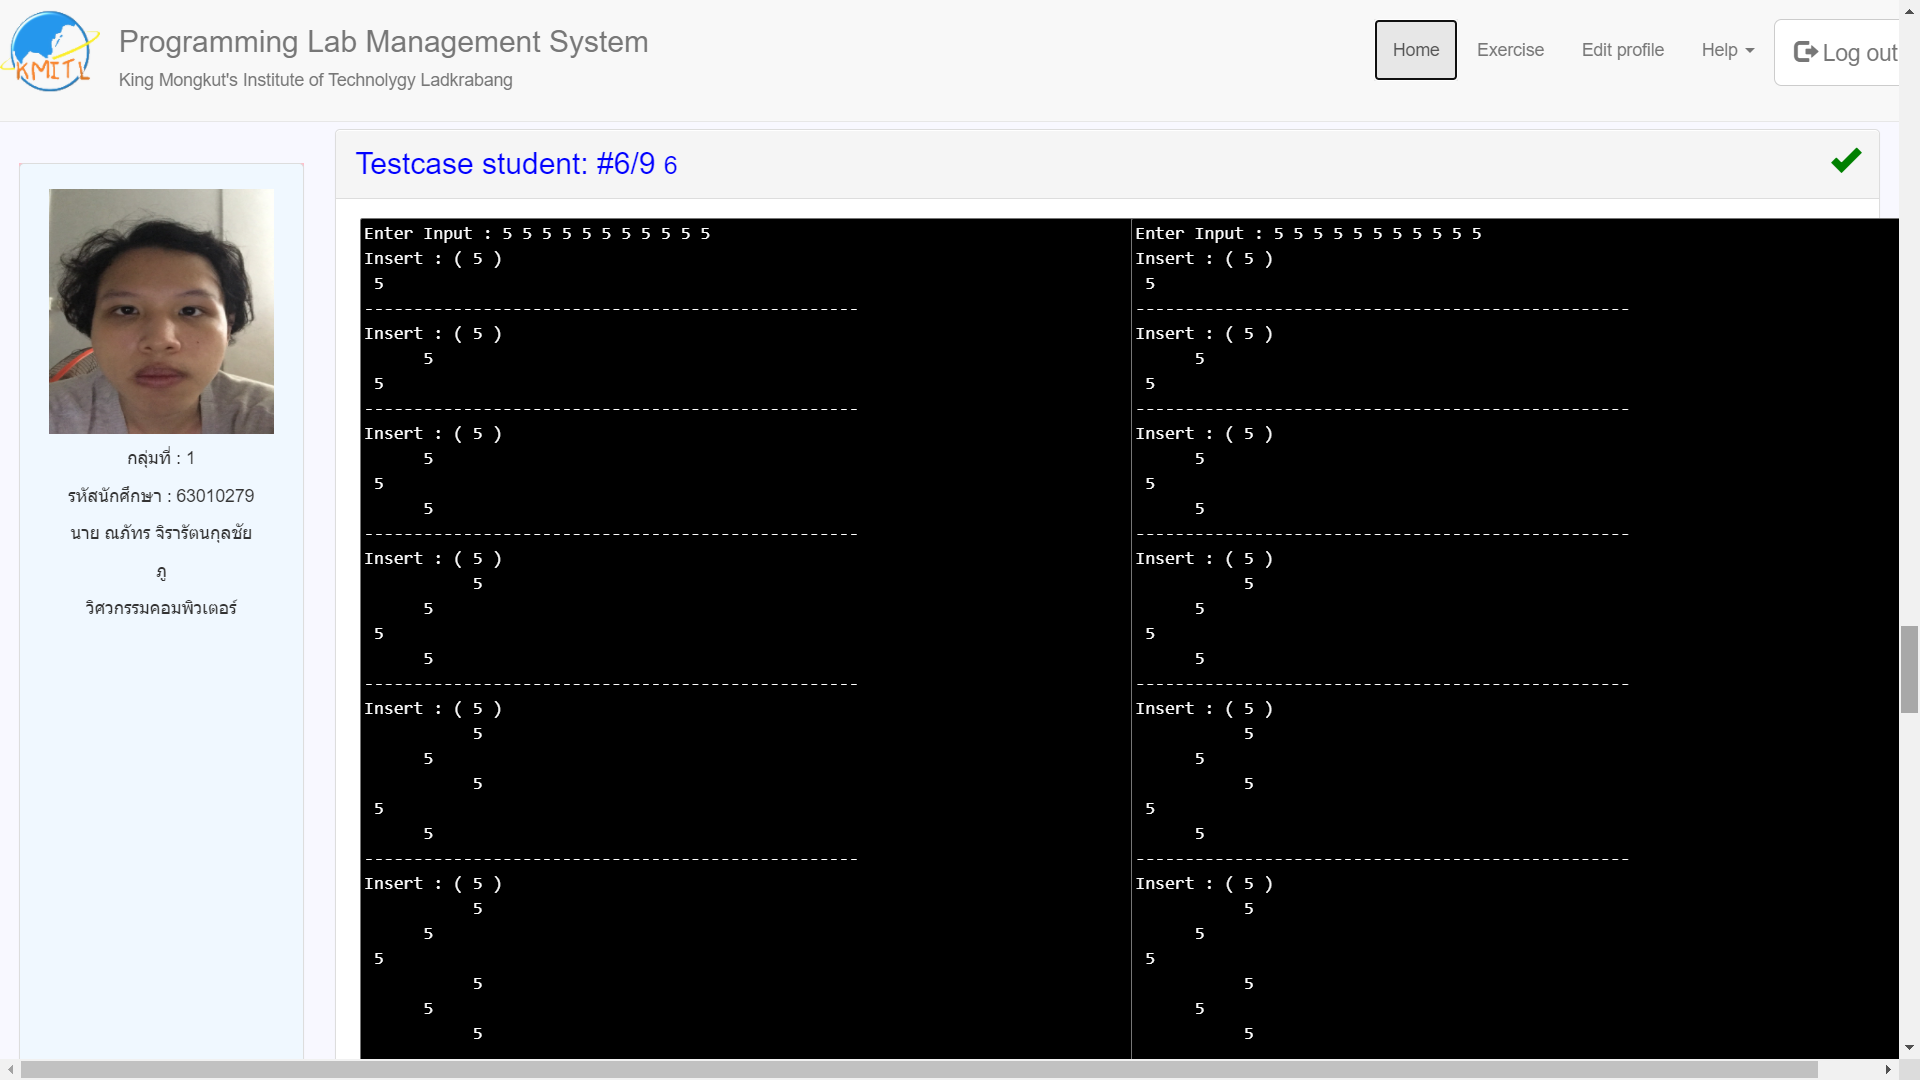 KMITL
Programming Lab Management System
King Mongkut's Institute of Technolygy Ladkrabang
Home
Exercise
Edit profile
Help
Log out
กลุ่มที่ : 1
รหัสนักศึกษา : 63010279
นาย ณภัทร จิรารัตนกุลชัย
ภู
วิศวกรรมคอมพิวเตอร์
Testcase student: #6/9 6
Enter Input : 5 5 5 5 5 5 5 5 5 5 5
Insert : ( 5 )
5
--------------------------------------------------
Insert : ( 5 )
5
5
--------------------------------------------------
Insert : ( 5 )
5
5
5
--------------------------------------------------
Insert : ( 5 )
5
5
5
5
--------------------------------------------------
Insert : ( 5 )
5
5
5
5
5
--------------------------------------------------
Insert : ( 5 )
5
5
5
5
5
5
Enter Input : 5 5 5 5 5 5 5 5 5 5 5
Insert : ( 5 )
5
--------------------------------------------------
Insert : ( 5 )
5
5
--------------------------------------------------
Insert : ( 5 )
5
5
5
--------------------------------------------------
Insert : ( 5 )
5
5
5
5
--------------------------------------------------
Insert : ( 5 )
5
5
5
5
5
--------------------------------------------------
Insert : ( 5 )
5
5
5
5
5
5